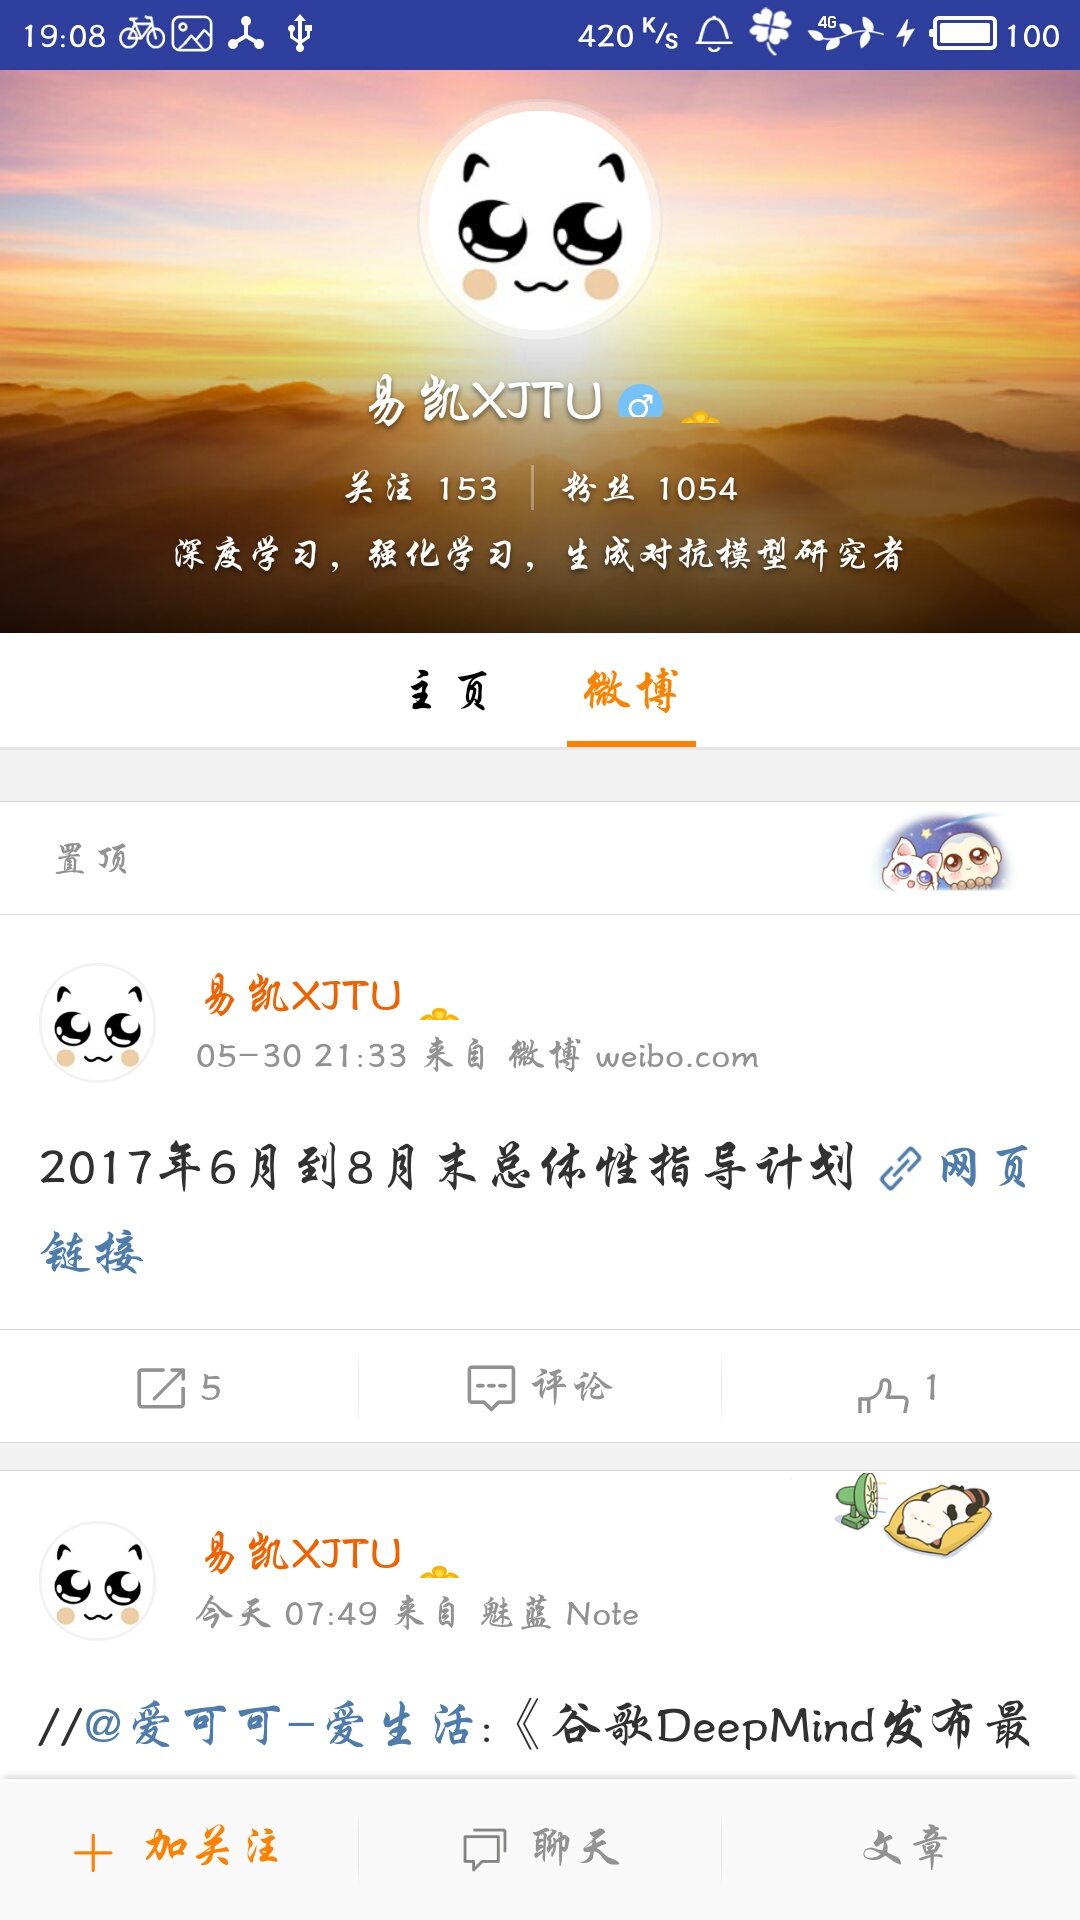 19:08 420 K/s 4G 100
易凯XJTU
关注 153 粉丝 1054
深度学习，强化学习，生成对抗模型研究者
主页 微博
置顶
易凯XJTU
05-30 21:33 来自 微博 weibo.com
2017年6月到8月末总体性指导计划 网页
链接
5 评论 1
易凯XJTU
今天 07:49 来自 魅蓝 Note
//@爱可可-爱生活:《谷歌DeepMind发布最
加关注 聊天 文章